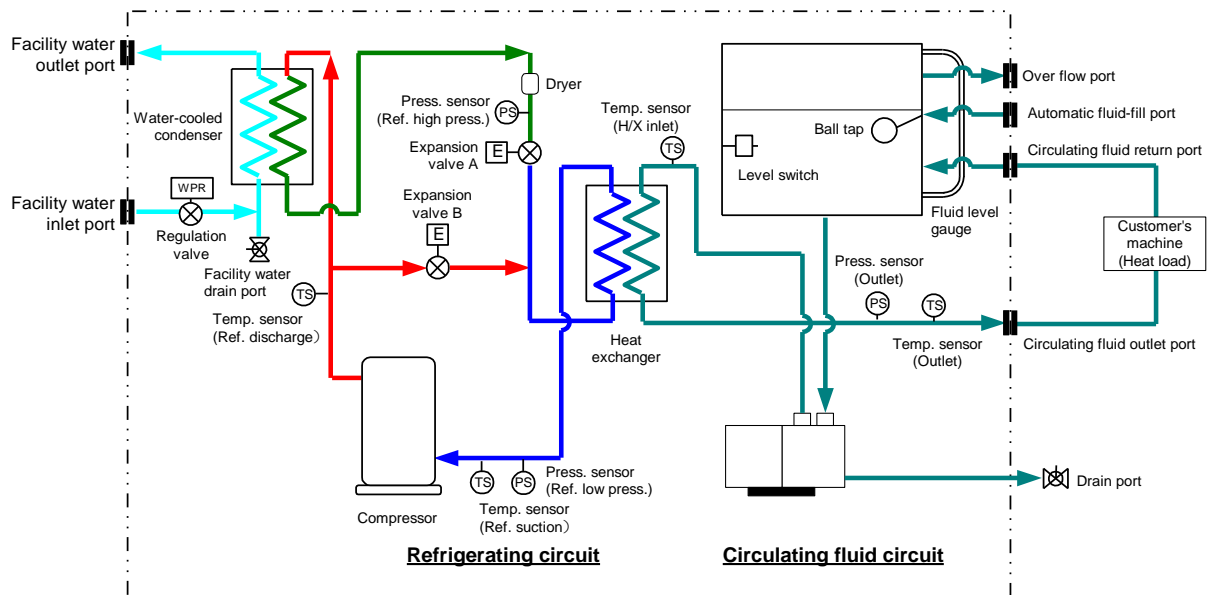 Facility water
outlet port
Water-cooled
condenser
Facility water
inlet port
WPR
Regulation
valve
Facility water
drain port
TS
Temp. sensor
(Ref. discharge)
Compressor
Dryer
Press. sensor
(Ref. high press.)
PS
Expansion
valve A
E
Expansion
valve B
E
Temp. sensor
(H/X inlet)
TS
Heat
exchanger
TS
PS
Press. sensor
(Ref. low press.)
Temp. sensor
(Ref. suction）
Refrigerating circuit
Level switch
Ball tap
Fluid level
gauge
Over flow port
Automatic fluid-fill port
Circulating fluid return port
Customer's
machine
(Heat load)
Press. sensor
(Outlet)
PS
TS
Temp. sensor
(Outlet)
Circulating fluid outlet port
Drain port
Circulating fluid circuit